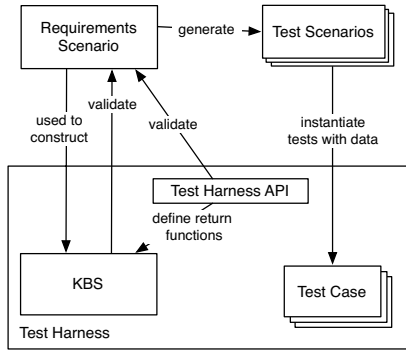 Requirements
Scenario
generate
Test Scenarios
used to
construct
validate
validate
instantiate
tests with data
Test Harness API
define return
functions
KBS
Test Case
Test Harness